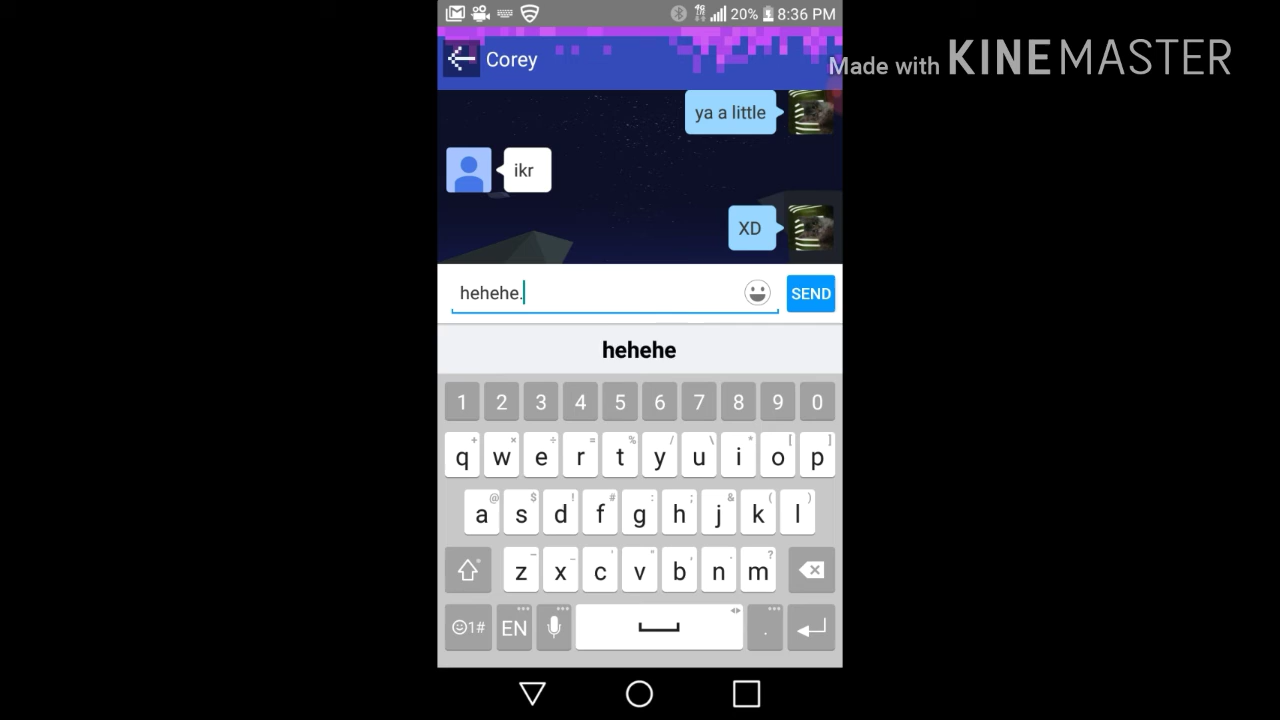 20% 8:36 PM
Corey
Made with KINEMASTER
ya a little
ikr
XD
hehehe.
SEND
hehehe
1 2 3 4 5 6 7 8 9 0
+ × ÷ = % / \ * [ ]
q w e r t y u i o p
@ $ ! # : ; & ( )
a s d f g h j k l
- _ ' " , . ?
z x c v b n m
☺1# EN .